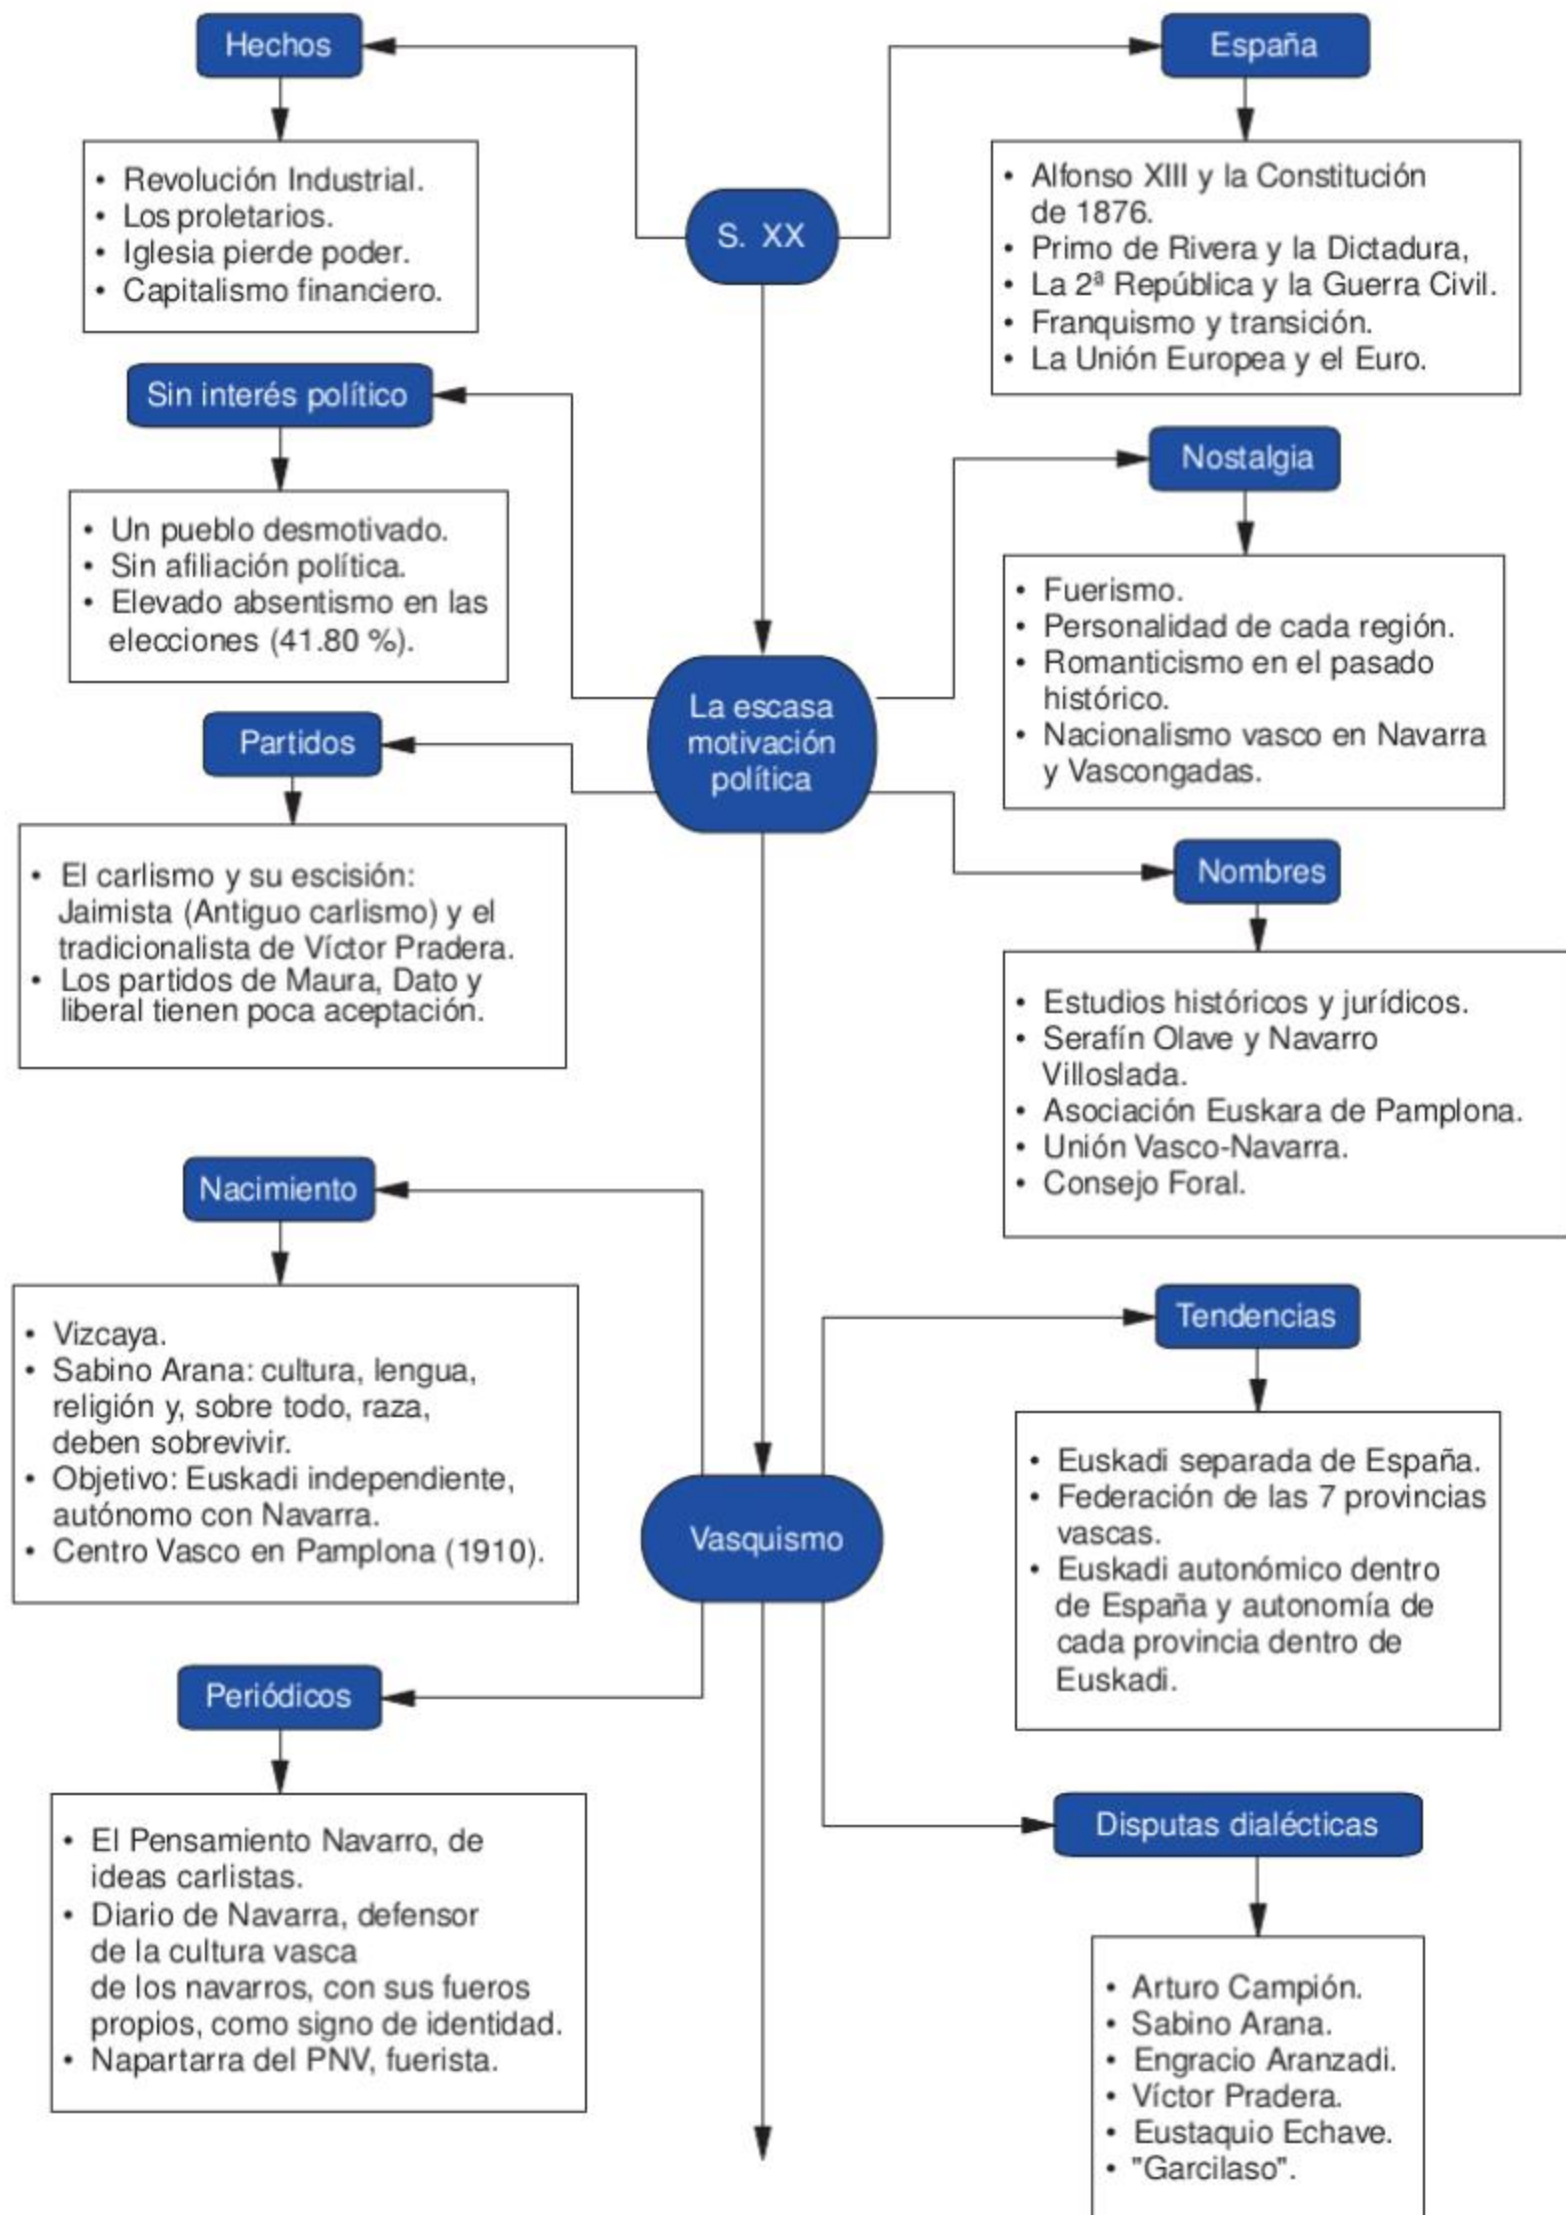 Hechos
España
• Revolución Industrial.
• Los proletarios.
• Iglesia pierde poder.
• Capitalismo financiero.
S. XX
• Alfonso XIII y la Constitución
de 1876.
• Primo de Rivera y la Dictadura,
• La 2ª República y la Guerra Civil.
• Franquismo y transición.
• La Unión Europea y el Euro.
Sin interés político
Nostalgia
• Un pueblo desmotivado.
• Sin afiliación política.
• Elevado absentismo en las
elecciones (41.80 %).
• Fuerismo.
• Personalidad de cada región.
• Romanticismo en el pasado
histórico.
• Nacionalismo vasco en Navarra
y Vascongadas.
La escasa
motivación
política
Partidos
Nombres
• El carlismo y su escisión:
Jaimista (Antiguo carlismo) y el
tradicionalista de Víctor Pradera.
• Los partidos de Maura, Dato y
liberal tienen poca aceptación.
• Estudios históricos y jurídicos.
• Serafín Olave y Navarro
Villoslada.
• Asociación Euskara de Pamplona.
• Unión Vasco-Navarra.
• Consejo Foral.
Nacimiento
Tendencias
• Vizcaya.
• Sabino Arana: cultura, lengua,
religión y, sobre todo, raza,
deben sobrevivir.
• Objetivo: Euskadi independiente,
autónomo con Navarra.
• Centro Vasco en Pamplona (1910).
Vasquismo
• Euskadi separada de España.
• Federación de las 7 provincias
vascas.
• Euskadi autonómico dentro
de España y autonomía de
cada provincia dentro de
Euskadi.
Periódicos
Disputas dialécticas
• El Pensamiento Navarro, de
ideas carlistas.
• Diario de Navarra, defensor
de la cultura vasca
de los navarros, con sus fueros
propios, como signo de identidad.
• Napartarra del PNV, fuerista.
• Arturo Campión.
• Sabino Arana.
• Engracio Aranzadi.
• Víctor Pradera.
• Eustaquio Echave.
• "Garcilaso".